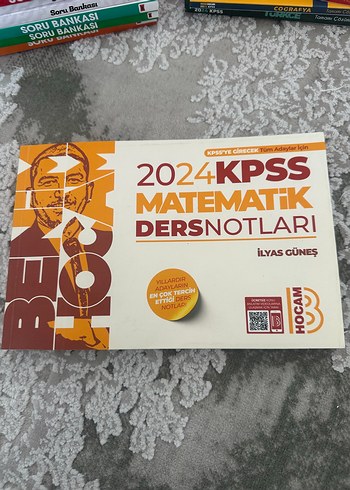 Soru Bankası
SORU BANKASI
SORU BANKASI
COĞRAFYA
2024 KPSS
TÜRKÇE
BENİM
HOCAM
KPSS'YE GİRECEK Tüm Adaylar İçin
2024 KPSS
MATEMATİK
DERS NOTLARI
İLYAS GÜNEŞ
YILLARDIR
ADAYLARIN
EN ÇOK TERCİH
ETTİĞİ DERS
NOTLARI
HOCAM